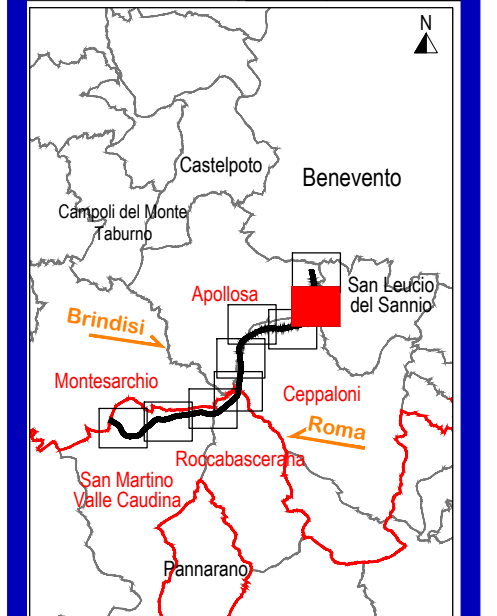 N
Castelpoto
Benevento
Campoli del Monte
Taburno
San Leucio
del Sannio
Apollosa
Brindisi
Montesarchio
Ceppaloni
Roma
Roccabascerana
San Martino
Valle Caudina
Pannarano